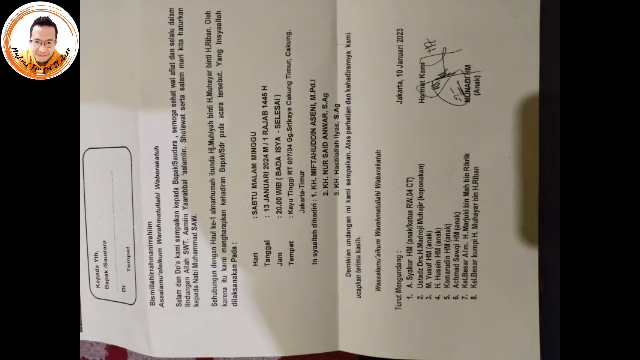 Kepada Yth.
Bapak/Saudara
Di Tempat
Bismillahirrahmanirrahim
Assalamu'alaikum Warahmatullahi Wabarakatuh
Salam dan Do'a kami sampaikan kepada Bapak/Saudara, semoga sehat wal afiat dan selalu dalam
lindungan Allah SWT. Aamiin Yaarabbal 'aalamiin. Sholawat serta salam mari kita haturkan
kepada Nabi Muhammad SAW.
Sehubungan dengan Haul ke-1 almarhumah ibunda Hj.Muhiyah binti H.Muhayar binti H.Riban. Oleh
karena itu kami mengharapkan kehadiran Bapak/Sdr pada acara tersebut. Yang Insyaallah
dilaksanakan Pada :
Hari : SABTU MALAM MINGGU
Tanggal : 13 JANUARI 2024 M / 1 RAJAB 1445 H
Jam : 20.00 WIB ( BADA ISYA - SELESAI )
Tempat : Kayu Tinggi RT 007/04 Gg.Srikaya Cakung Timur, Cakung,
Jakarta-Timur
In syaallah dihadiri : 1. KH. MIFTAHUDDIN ASENI, M.Pd.I
2. KH. NUR SAID ANWAR, S.Ag
3. KH. Hasbullah Ilyas, S.Ag
Demikian undangan ini kami sampaikan. Atas perhatian dan kehadirannya kami
ucapkan terima kasih.
Wassalamu'alaikum Warahmatullahi Wabarakatuh
Jakarta, 10 Januari 2023
Turut Mengundang :
Hormat Kami
1. A. Syakur HM (anak/ketua RW.04 CT)
2. Ustadz Drs.H.Madroji Muhajir (keponakan)
3. M. Yusuf HM (anak)
4. H. Husein HM (anak)
5. Komarudin HM (anak)
6. Achmad Sanusi HM (anak)
7. Kel.Besar Alm. H. Marjuki bin Mah bin Rikrik
8. Kel.Besar kumpi H. Muhayar bin H.Riban
MUHADI HM
(Anak)